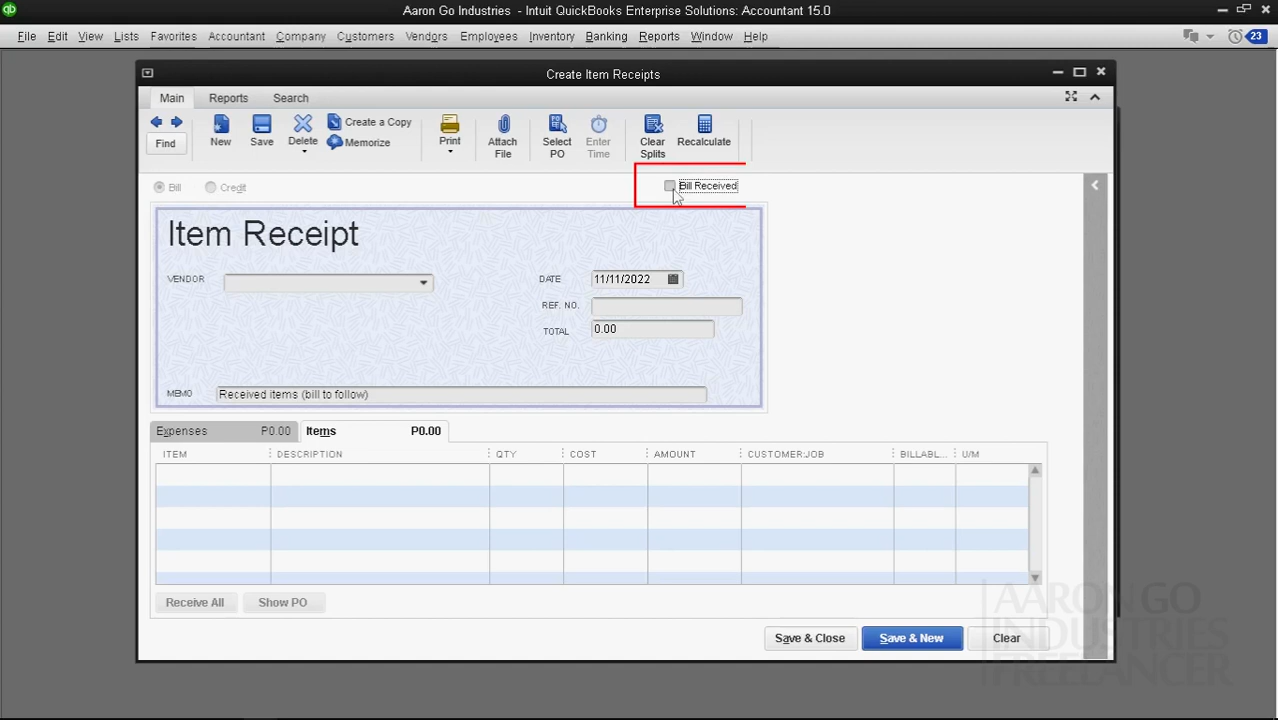 qb
Aaron Go Industries - Intuit QuickBooks Enterprise Solutions: Accountant 15.0
File Edit View Lists Favorites Accountant Company Customers Vendors Employees Inventory Banking Reports Window Help 23
Create Item Receipts
Main Reports Search
Find New Save Delete Create a Copy Memorize Print Attach File Select PO Enter Time Clear Splits Recalculate
Bill Credit Bill Received
Item Receipt
VENDOR DATE 11/11/2022
REF. NO.
TOTAL 0.00
MEMO Received items (bill to follow)
Expenses P0.00 Items P0.00
ITEM DESCRIPTION QTY COST AMOUNT CUSTOMER:JOB BILLABL... U/M
Receive All Show PO
Save & Close Save & New Clear
AARON GO
INDUSTRIES
FREELANCER